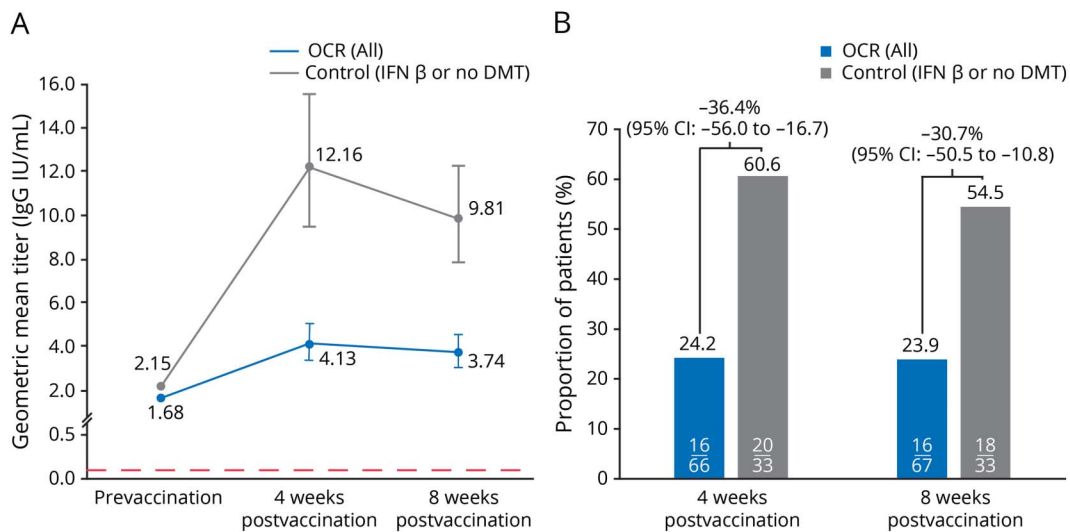 A
OCR (All)
Control (IFN β or no DMT)
Geometric mean titer (IgG IU/mL)
16.0
14.0
12.0
10.0
8.0
6.0
4.0
2.0
0.5
0.0
2.15
1.68
12.16
4.13
9.81
3.74
Prevaccination
4 weeks
postvaccination
8 weeks
postvaccination
B
OCR (All)
Control (IFN β or no DMT)
Proportion of patients (%)
70
60
50
40
30
20
10
0
–36.4%
(95% CI: –56.0 to –16.7)
60.6
24.2
16
66
20
33
–30.7%
(95% CI: –50.5 to –10.8)
54.5
23.9
16
67
18
33
4 weeks
postvaccination
8 weeks
postvaccination